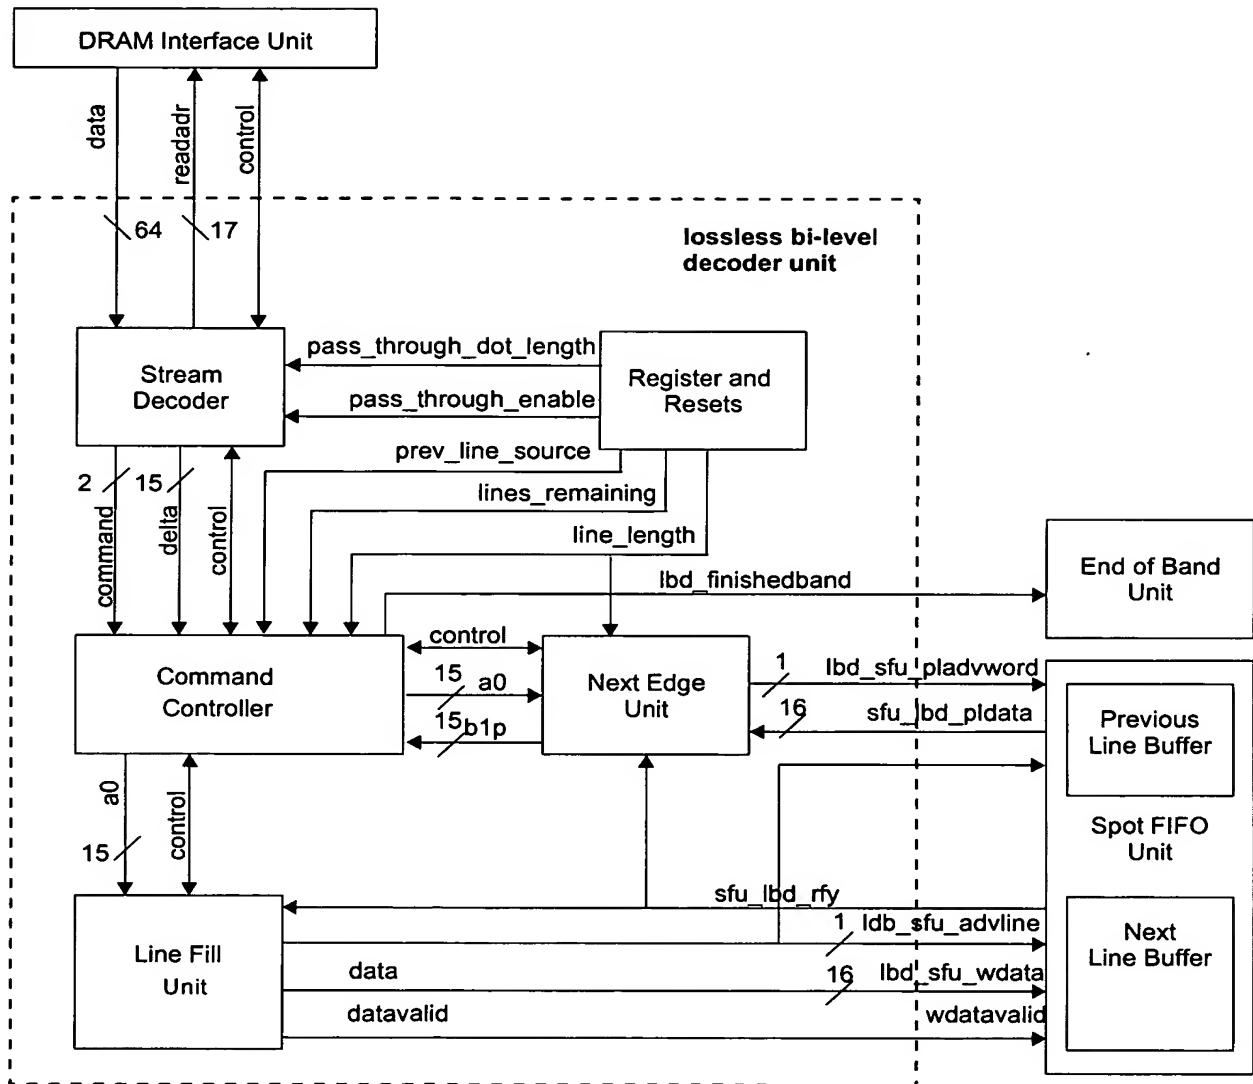 DRAM Interface Unit
data
readadr
control
64
17
lossless bi-level
decoder unit
Stream
Decoder
pass_through_dot_length
pass_through_enable
Register and
Resets
prev_line_source
lines_remaining
line_length
2
15
command
delta
control
lbd_finishedband
End of Band
Unit
Command
Controller
control
15
a0
15
b1p
Next Edge
Unit
1
lbd_sfu_pladvword
16
sfu_lbd_pldata
Previous
Line Buffer
Spot FIFO
Unit
a0
15
control
sfu_lbd_rfy
1
ldb_sfu_advline
Line Fill
Unit
data
16
lbd_sfu_wdata
datavalid
wdatavalid
Next
Line Buffer